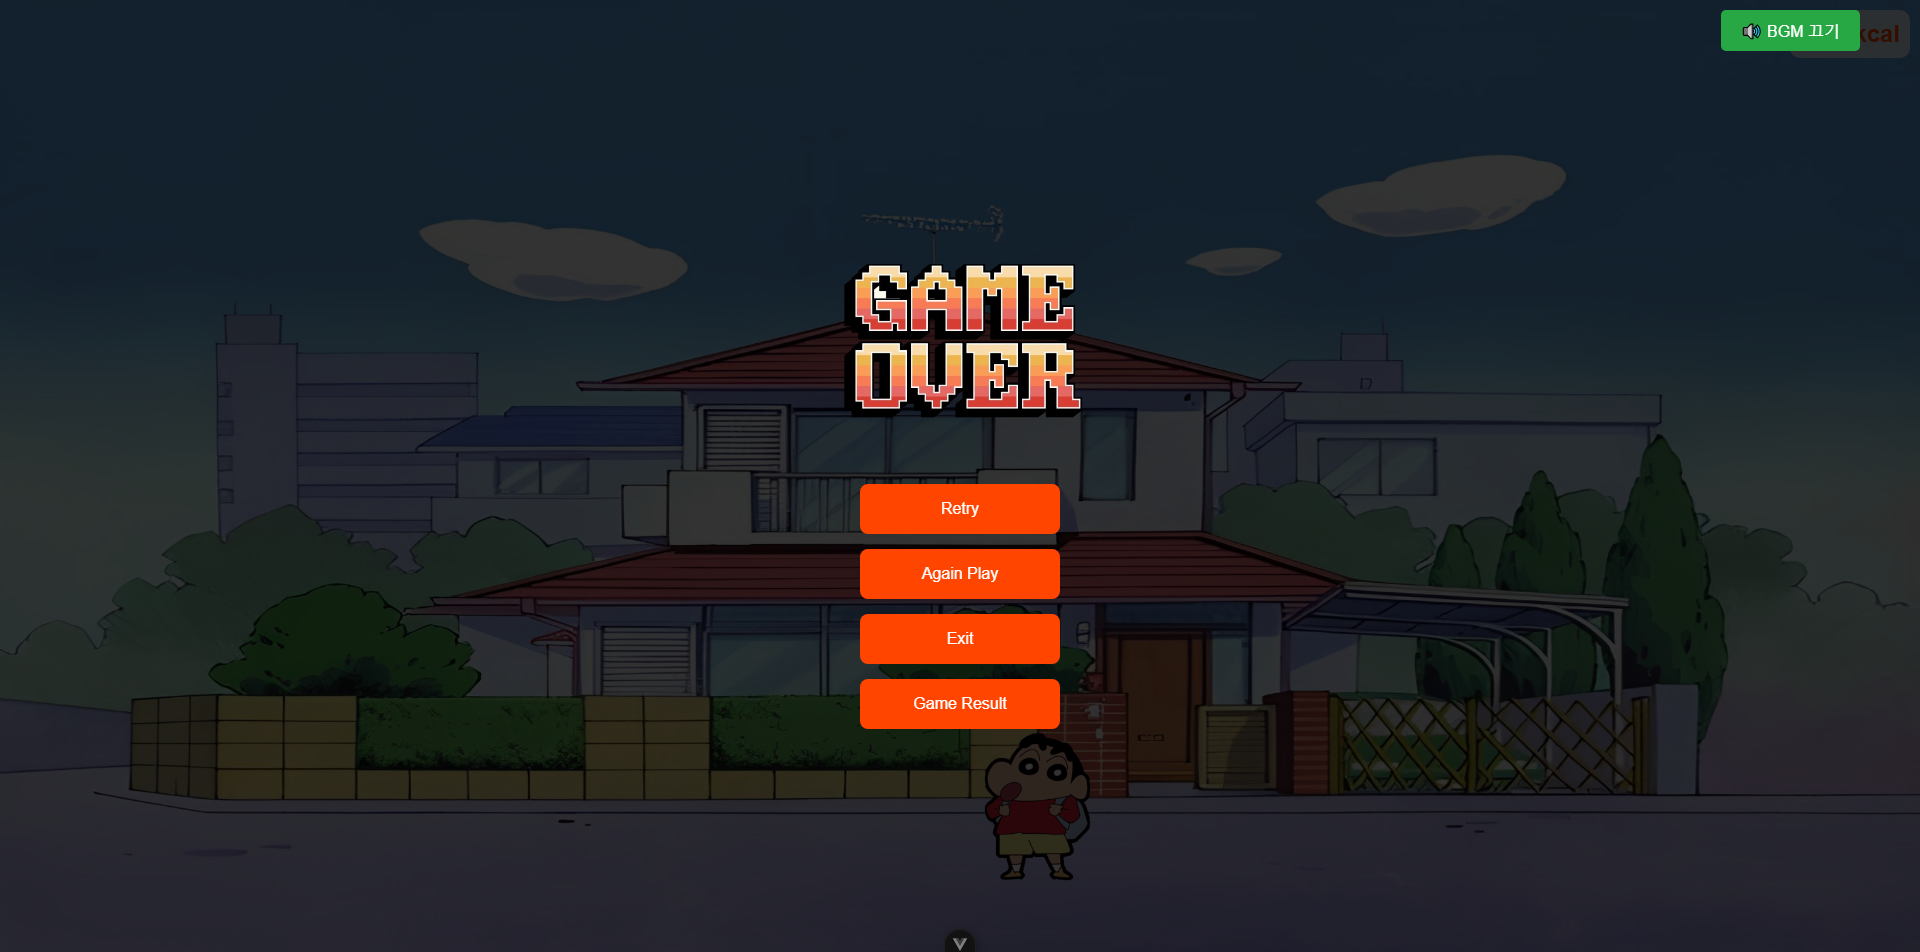 🔊 BGM 끄기
kcal
GAME
OVER
Retry
Again Play
Exit
Game Result